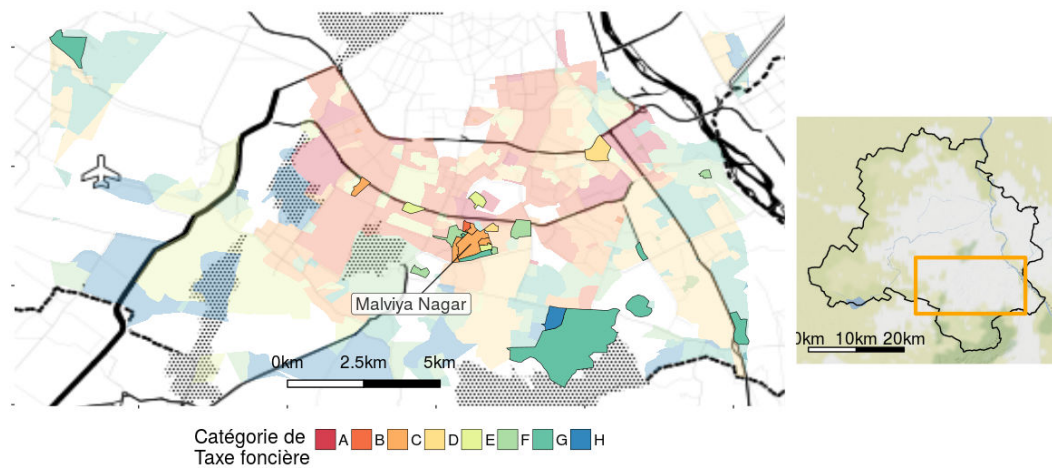 Malviya Nagar
0km 2.5km 5km
0km 10km 20km
Catégorie de
Taxe foncière
A B C D E F G H